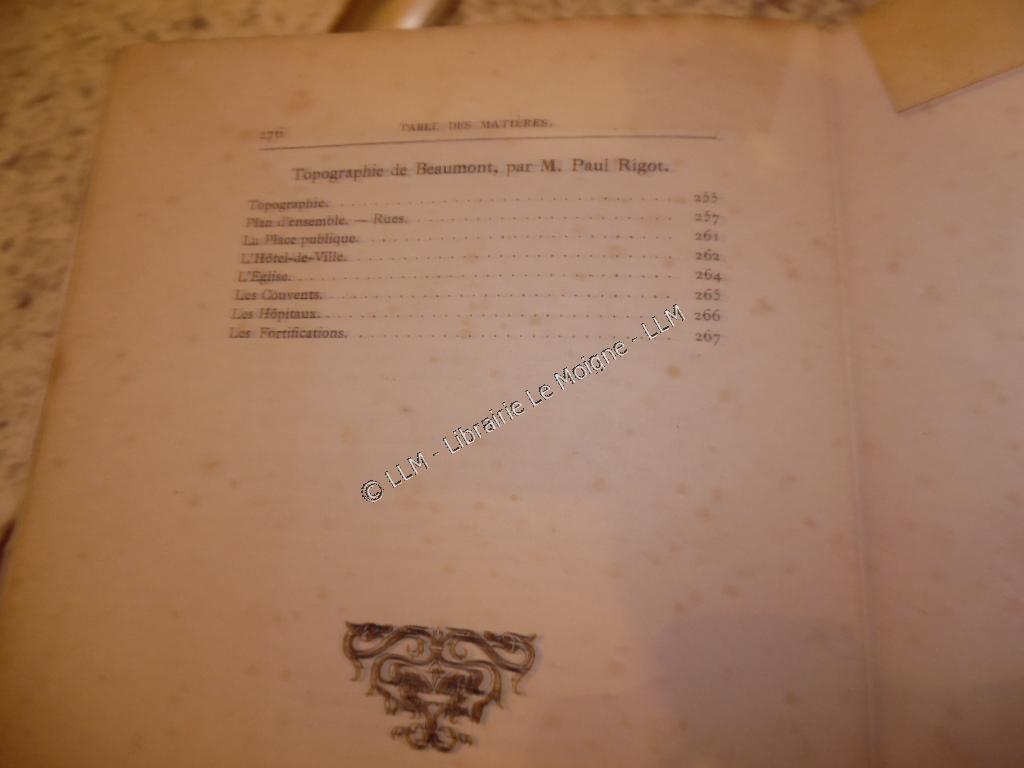 276 TABLE DES MATIÈRES.
Topographie de Beaumont, par M. Paul Rigot.
Topographie. 255
Plan d'ensemble. — Rues. 257
La Place publique. 261
L'Hôtel-de-Ville. 262
L'Eglise. 264
Les Couvents. 265
Les Hôpitaux. 266
Les Fortifications. 267
© LLM - Librairie Le Moigne - LLM